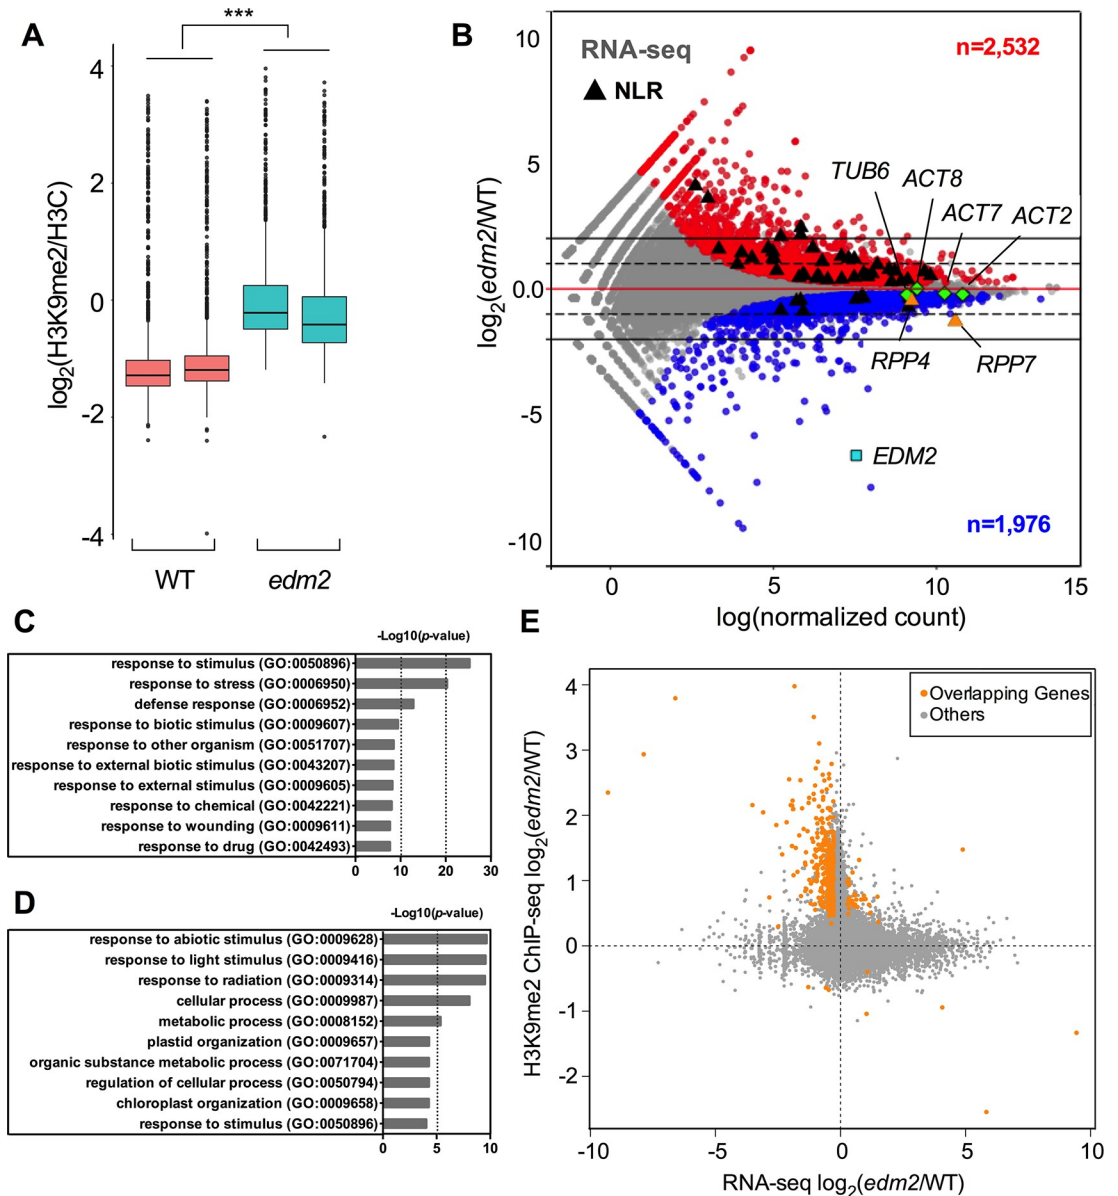 A
***
log2(H3K9me2/H3C)
4
2
0
-2
-4
WT
edm2
B
RNA-seq
NLR
n=2,532
n=1,976
log2(edm2/WT)
10
5
0.0
-5
-10
TUB6
ACT8
ACT7
ACT2
RPP4
RPP7
EDM2
0
5
10
15
log(normalized count)
C
-Log10(p-value)
response to stimulus (GO:0050896)
response to stress (GO:0006950)
defense response (GO:0006952)
response to biotic stimulus (GO:0009607)
response to other organism (GO:0051707)
response to external biotic stimulus (GO:0043207)
response to external stimulus (GO:0009605)
response to chemical (GO:0042221)
response to wounding (GO:0009611)
response to drug (GO:0042493)
0
10
20
30
D
-Log10(p-value)
response to abiotic stimulus (GO:0009628)
response to light stimulus (GO:0009416)
response to radiation (GO:0009314)
cellular process (GO:0009987)
metabolic process (GO:0008152)
plastid organization (GO:0009657)
organic substance metabolic process (GO:0071704)
regulation of cellular process (GO:0050794)
chloroplast organization (GO:0009658)
response to stimulus (GO:0050896)
0
5
10
E
Overlapping Genes
Others
H3K9me2 ChIP-seq log2(edm2/WT)
4
3
2
1
0
-1
-2
-10
-5
0
5
10
RNA-seq log2(edm2/WT)